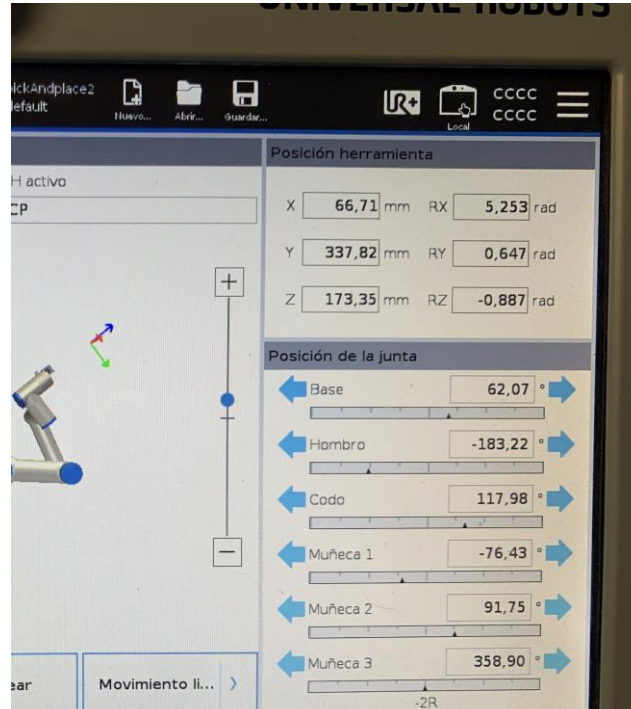 UNIVERSAL ROBOTS
ickAndplace2
default
Nuevo...
Abrir...
Guardar...
UR+
Local
CCCC
CCCC
Posición herramienta
H activo
CP
X 66,71 mm RX 5,253 rad
Y 337,82 mm RY 0,647 rad
Z 173,35 mm RZ -0,887 rad
+
Posición de la junta
Base 62,07 °
Hombro -183,22 °
Codo 117,98 °
Muñeca 1 -76,43 °
−
Muñeca 2 91,75 °
Muñeca 3 358,90 °
-2R
ear
Movimiento li...